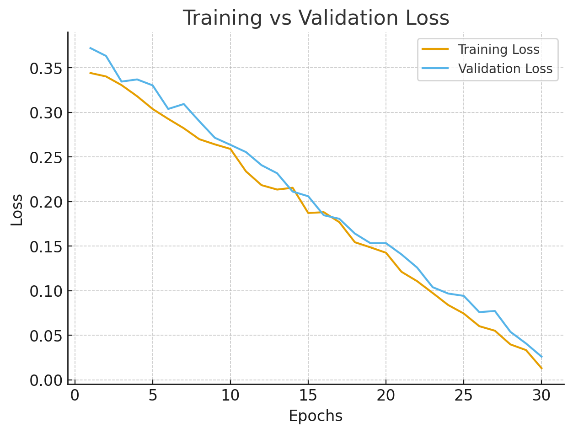 Training vs Validation Loss
Training Loss
Validation Loss
0.35
0.30
0.25
0.20
0.15
0.10
0.05
0.00
Loss
0 5 10 15 20 25 30
Epochs